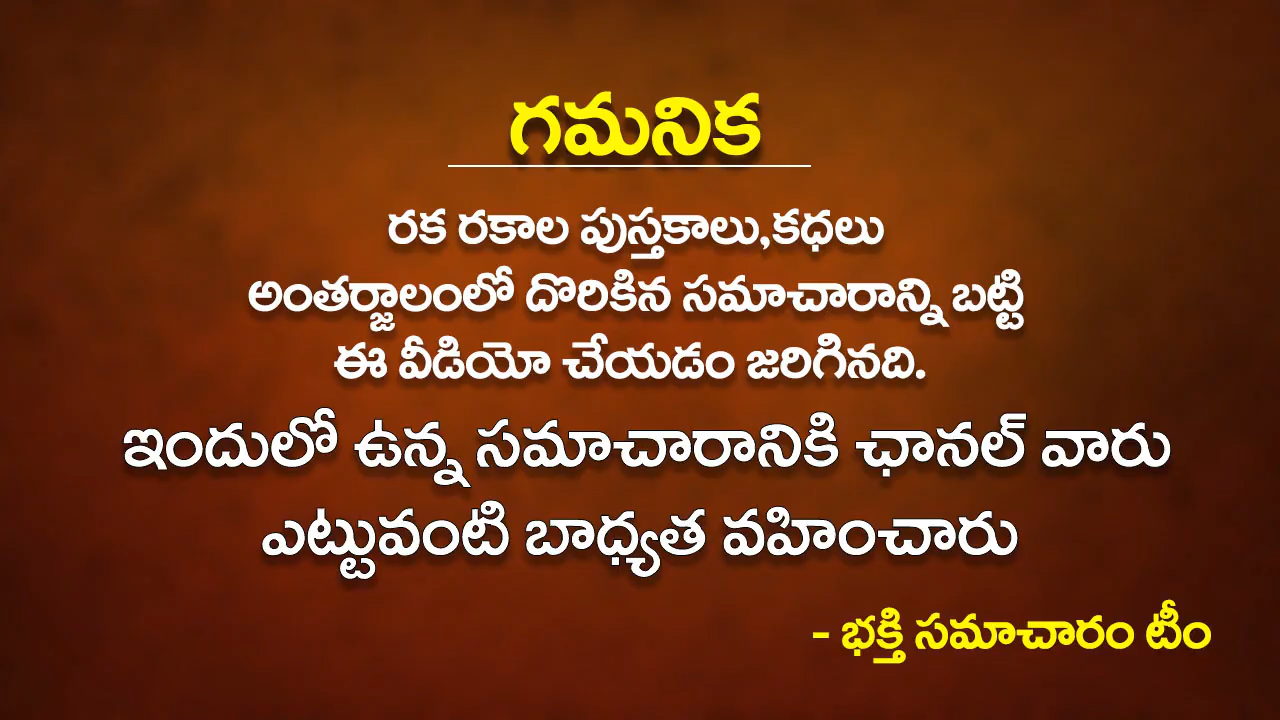 గమనిక
రక రకాల పుస్తకాలు,కధలు
అంతర్జాలంలో దొరికిన సమాచారాన్ని బట్టి
ఈ వీడియో చేయడం జరిగినది.
ఇందులో ఉన్న సమాచారానికి ఛానల్ వారు
ఎట్టువంటి బాధ్యత వహించారు
- భక్తి సమాచారం టీం